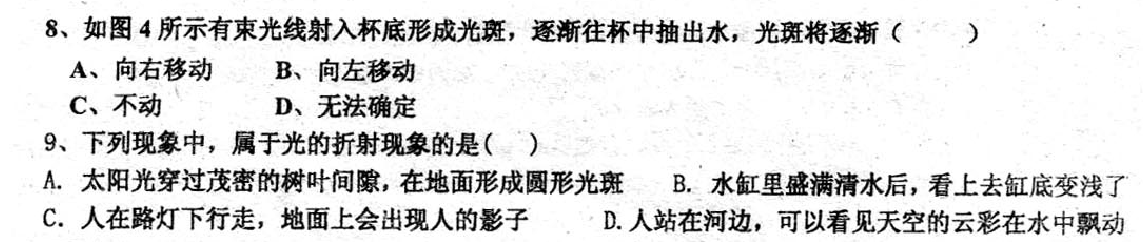 8、如图 4 所示有束光线射入杯底形成光斑，逐渐往杯中抽出水，光斑将逐渐（ ）
A、向右移动 B、向左移动
C、不动 D、无法确定
9、下列现象中，属于光的折射现象的是( )
A. 太阳光穿过茂密的树叶间隙，在地面形成圆形光斑 B. 水缸里盛满清水后，看上去缸底变浅了
C. 人在路灯下行走，地面上会出现人的影子 D. 人站在河边，可以看见天空的云彩在水中飘动